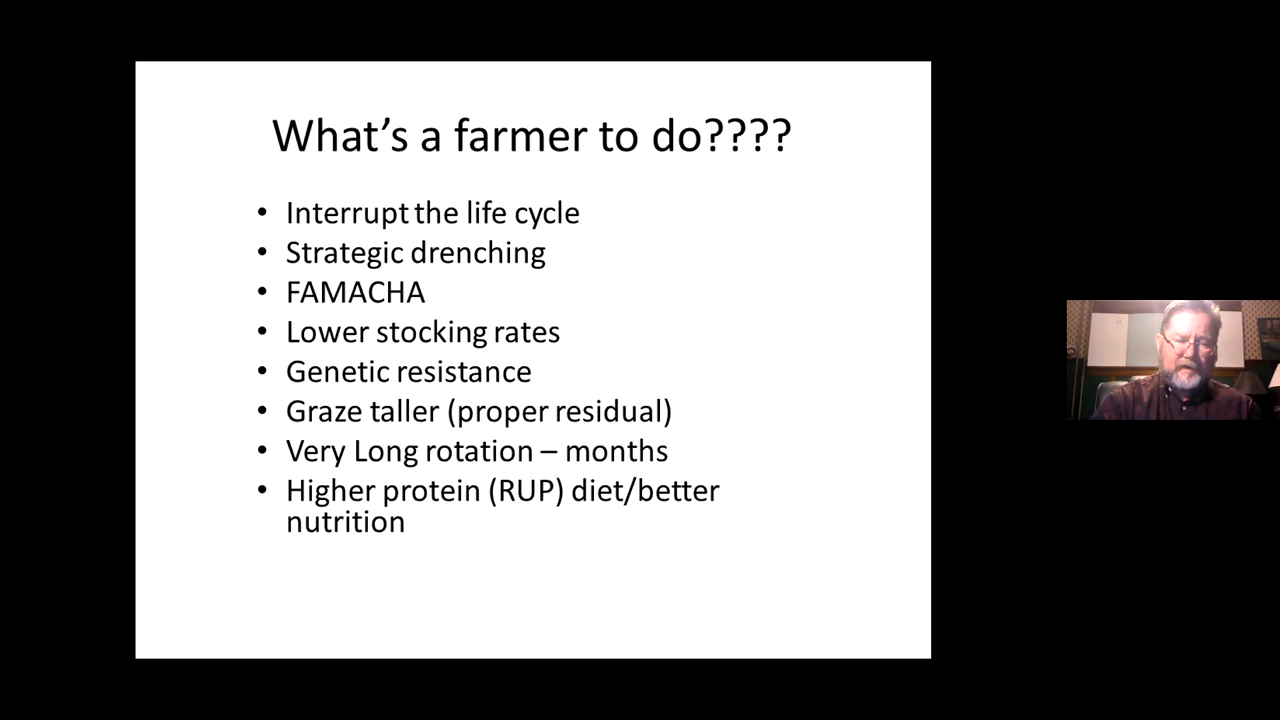 What's a farmer to do????
• Interrupt the life cycle
• Strategic drenching
• FAMACHA
• Lower stocking rates
• Genetic resistance
• Graze taller (proper residual)
• Very Long rotation – months
• Higher protein (RUP) diet/better
nutrition